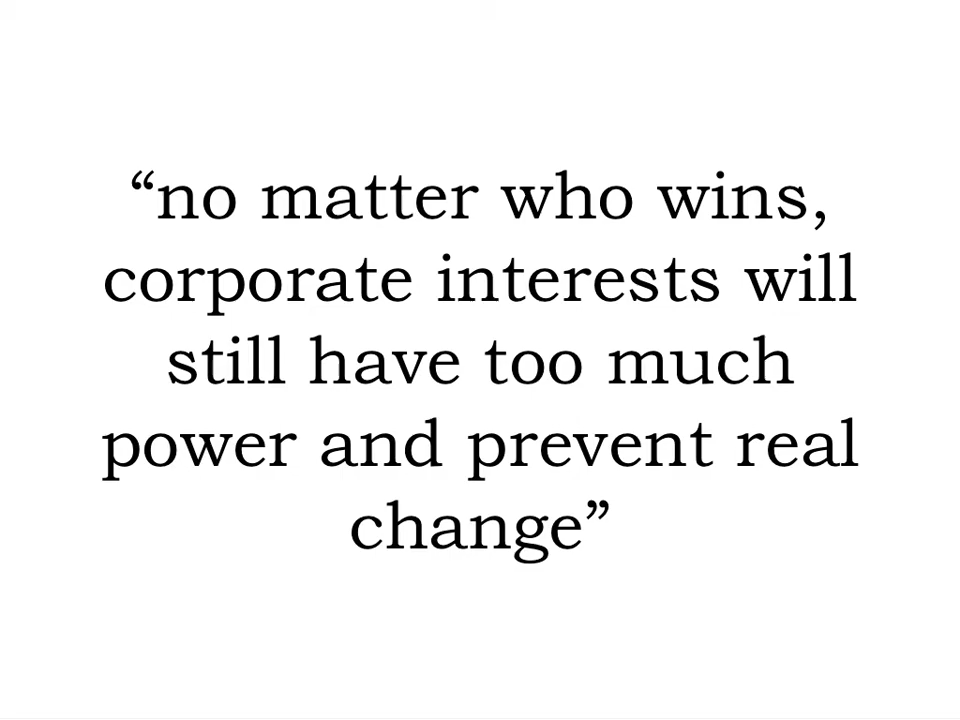 “no matter who wins,
corporate interests will
still have too much
power and prevent real
change”